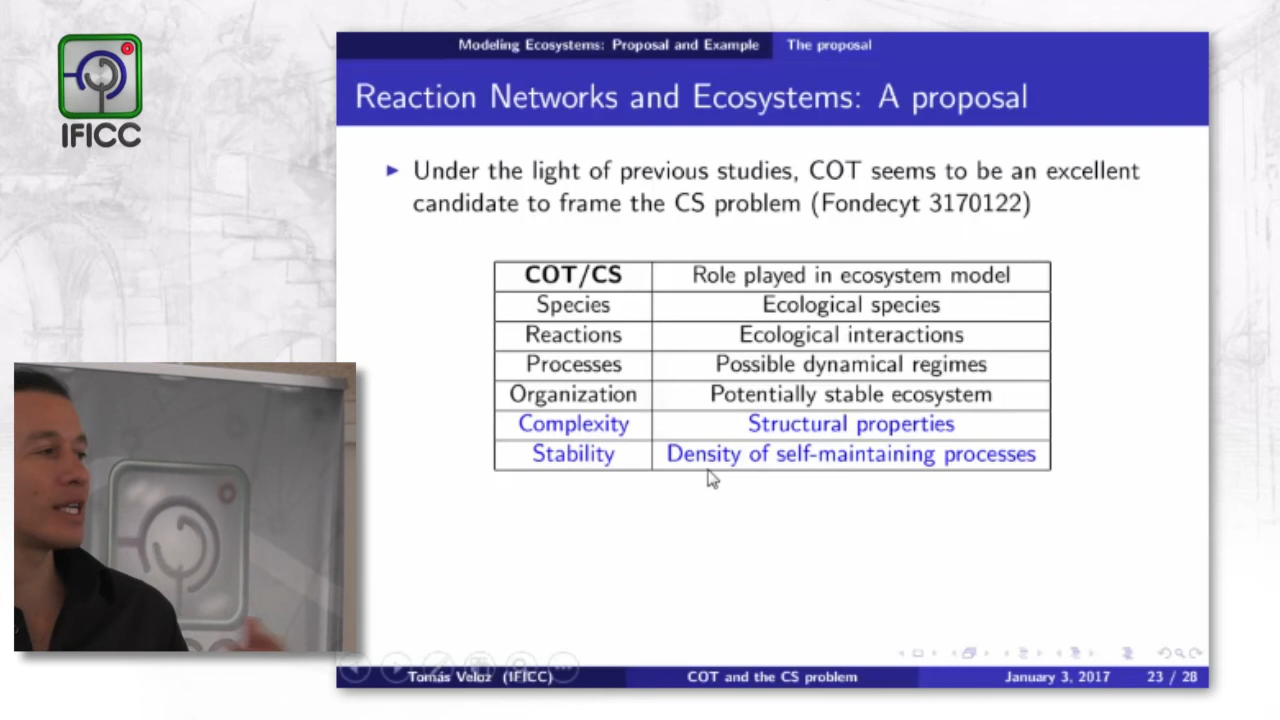 IFICC
Modeling Ecosystems: Proposal and Example The proposal
Reaction Networks and Ecosystems: A proposal
Under the light of previous studies, COT seems to be an excellent
candidate to frame the CS problem (Fondecyt 3170122)
COT/CS Role played in ecosystem model
Species Ecological species
Reactions Ecological interactions
Processes Possible dynamical regimes
Organization Potentially stable ecosystem
Complexity Structural properties
Stability Density of self-maintaining processes
Tomas Veloz (IFICC) COT and the CS problem January 3, 2017 23 / 28